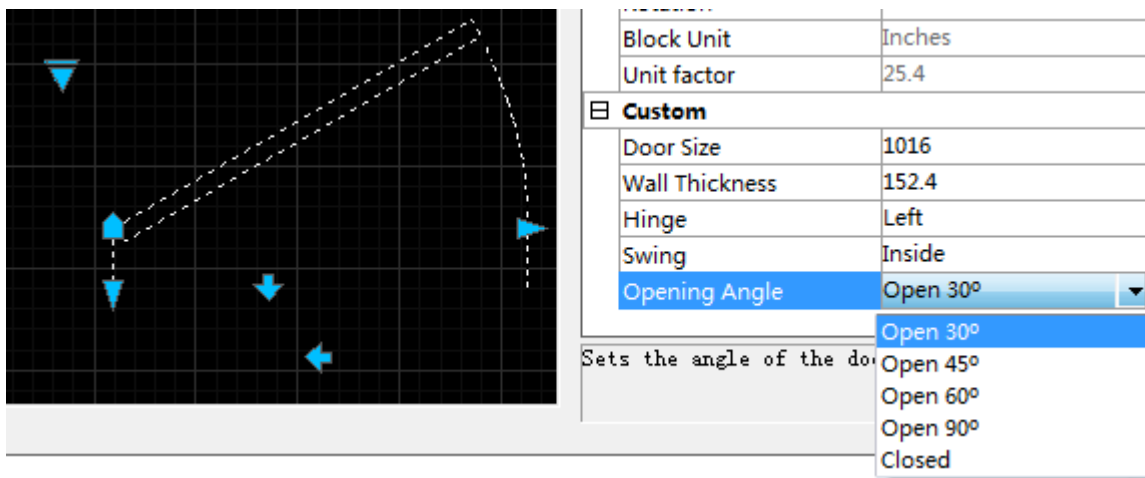 Block Unit Inches
Unit factor 25.4
Custom
Door Size 1016
Wall Thickness 152.4
Hinge Left
Swing Inside
Opening Angle Open 30º
Open 30º
Sets the angle of the
Open 45º
Open 60º
Open 90º
Closed